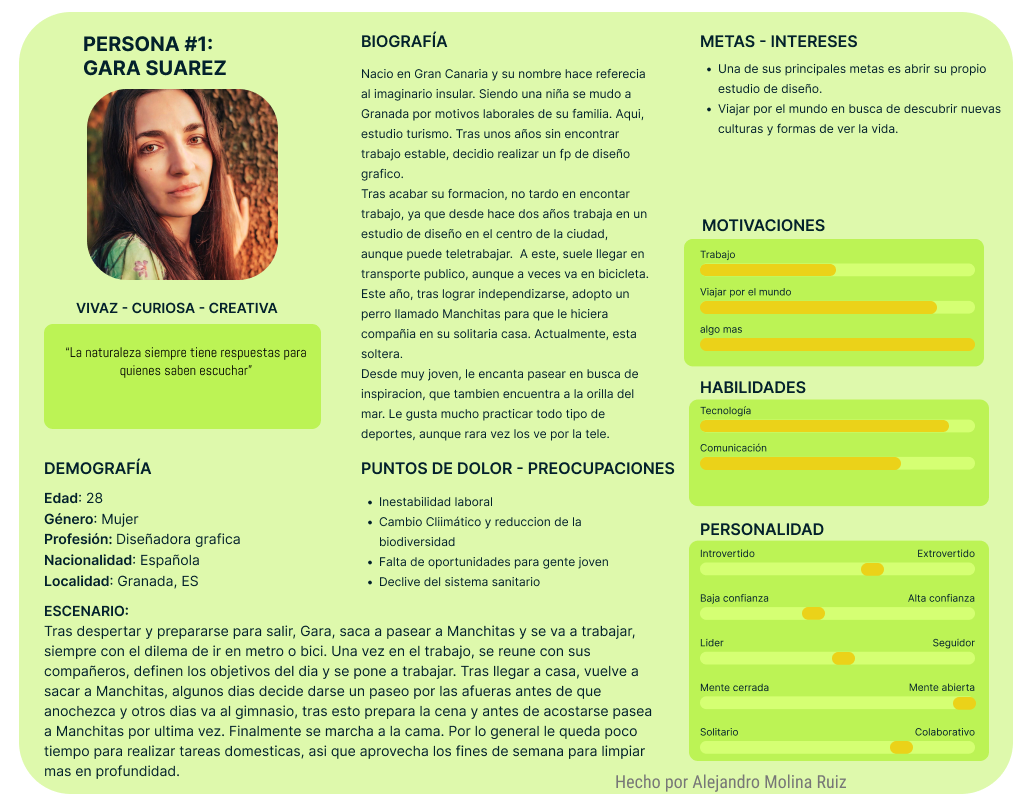 PERSONA #1:
GARA SUAREZ
VIVAZ - CURIOSA - CREATIVA
“La naturaleza siempre tiene respuestas para
quienes saben escuchar”
BIOGRAFÍA
Nacio en Gran Canaria y su nombre hace referecia
al imaginario insular. Siendo una niña se mudo a
Granada por motivos laborales de su familia. Aqui,
estudio turismo. Tras unos años sin encontrar
trabajo estable, decidio realizar un fp de diseño
grafico.
Tras acabar su formacion, no tardo en encontar
trabajo, ya que desde hace dos años trabaja en un
estudio de diseño en el centro de la ciudad,
aunque puede teletrabajar.  A este, suele llegar en
transporte publico, aunque a veces va en bicicleta.
Este año, tras lograr independizarse, adopto un
perro llamado Manchitas para que le hiciera
compañia en su solitaria casa. Actualmente, esta
soltera.
Desde muy joven, le encanta pasear en busca de
inspiracion, que tambien encuentra a la orilla del
mar. Le gusta mucho practicar todo tipo de
deportes, aunque rara vez los ve por la tele.
METAS - INTERESES
• Una de sus principales metas es abrir su propio
estudio de diseño.
• Viajar por el mundo en busca de descubrir nuevas
culturas y formas de ver la vida.
MOTIVACIONES
Trabajo
Viajar por el mundo
algo mas
HABILIDADES
Tecnología
Comunicación
DEMOGRAFÍA
Edad: 28
Género: Mujer
Profesión: Diseñadora grafica
Nacionalidad: Española
Localidad: Granada, ES
PUNTOS DE DOLOR - PREOCUPACIONES
• Inestabilidad laboral
• Cambio Cliimático y reduccion de la
biodiversidad
• Falta de oportunidades para gente joven
• Declive del sistema sanitario
PERSONALIDAD
Introvertido Extrovertido
Baja confianza Alta confianza
Lider Seguidor
Mente cerrada Mente abierta
Solitario Colaborativo
ESCENARIO:
Tras despertar y prepararse para salir, Gara, saca a pasear a Manchitas y se va a trabajar,
siempre con el dilema de ir en metro o bici. Una vez en el trabajo, se reune con sus
compañeros, definen los objetivos del dia y se pone a trabajar. Tras llegar a casa, vuelve a
sacar a Manchitas, algunos dias decide darse un paseo por las afueras antes de que
anochezca y otros dias va al gimnasio, tras esto prepara la cena y antes de acostarse pasea
a Manchitas por ultima vez. Finalmente se marcha a la cama. Por lo general le queda poco
tiempo para realizar tareas domesticas, asi que aprovecha los fines de semana para limpiar
mas en profundidad.
Hecho por Alejandro Molina Ruiz